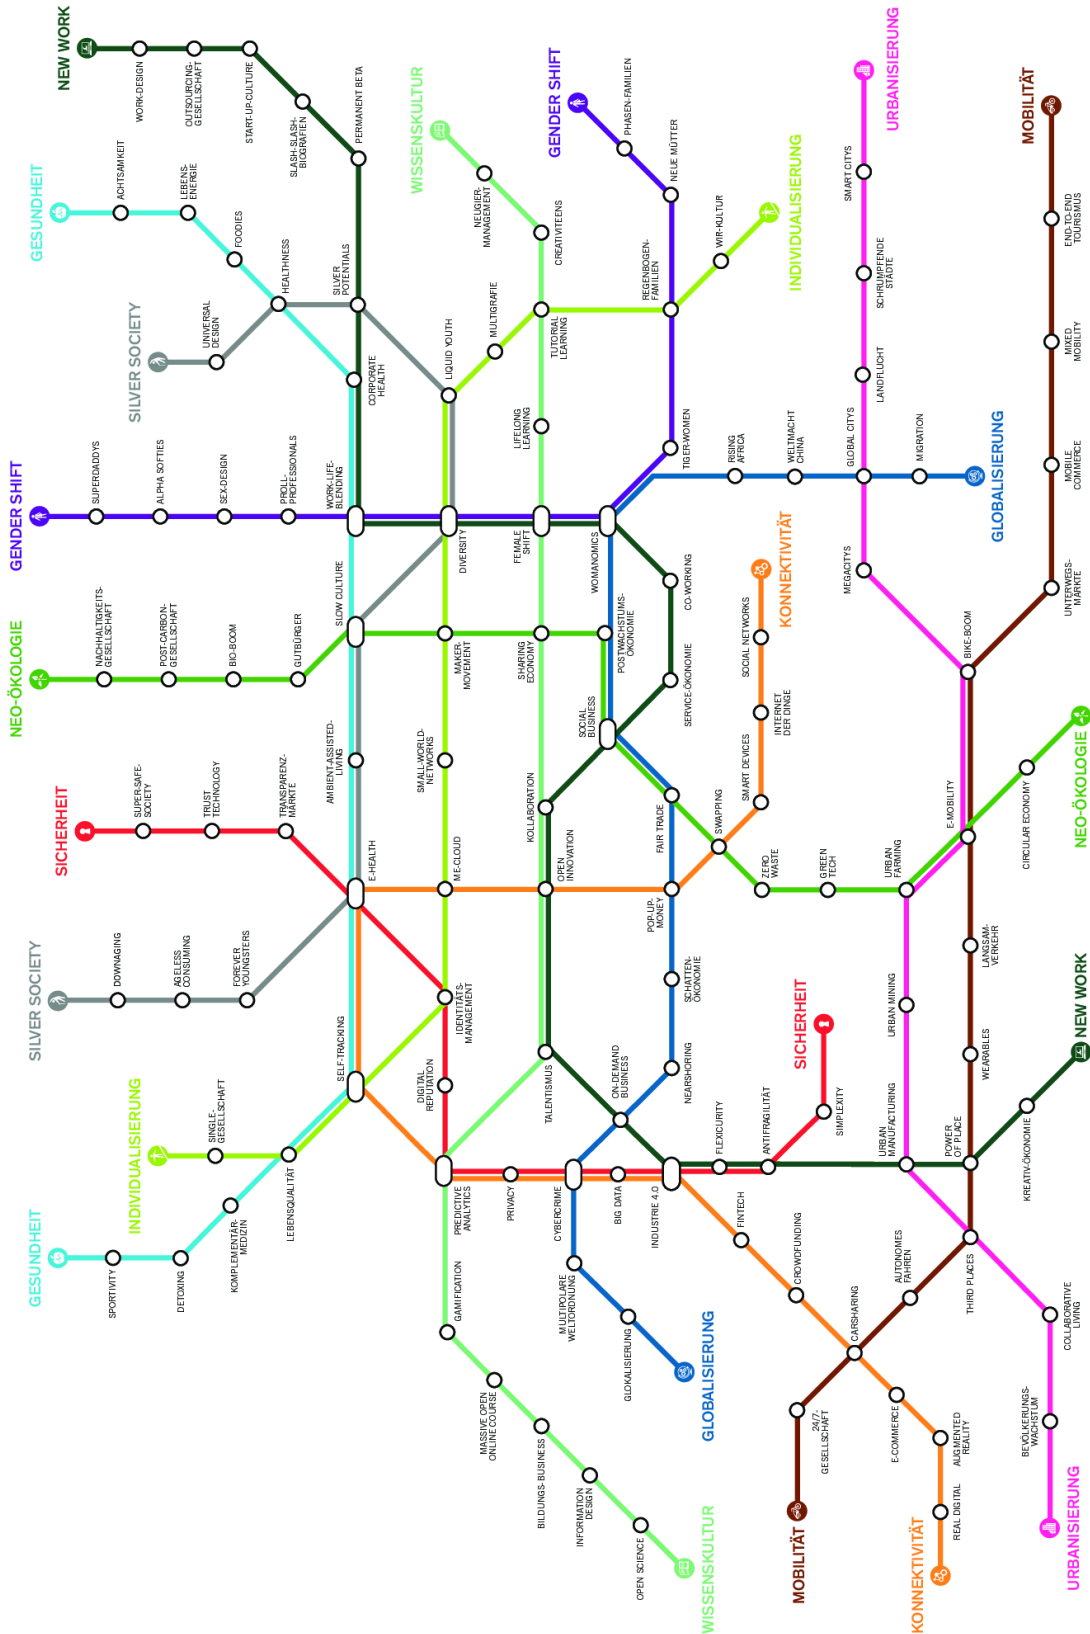 GESUNDHEIT
SPORTIVITY
DETOXING
KOMPLEMENTÄR-
MEDIZIN
INDIVIDUALISIERUNG
SINGLE-
GESELLSCHAFT
LEBENSQUALITÄT
SILVER SOCIETY
DOWNAGING
AGELESS
CONSUMING
FOREVER
YOUNGSTERS
SELF-TRACKING
SICHERHEIT
SUPER-SAFE-
SOCIETY
TRUST
TECHNOLOGY
TRANSPARENZ-
MÄRKTE
E-HEALTH
AMBIENT-ASSISTED-
LIVING
NEO-ÖKOLOGIE
NACHHALTIGKEITS-
GESELLSCHAFT
POST-CARBON-
GESELLSCHAFT
BIO-BOOM
GUTBÜRGER
SLOW CULTURE
GENDER SHIFT
SUPERDADDYS
ALPHA SOFTIES
SEX-DESIGN
PROLL-
PROFESSIONALS
WORK-LIFE-
BLENDING
SILVER SOCIETY
UNIVERSAL
DESIGN
GESUNDHEIT
ACHTSAMKEIT
LEBENS-
ENERGIE
FOODIES
HEALTHNESS
SILVER
POTENTIALS
CORPORATE
HEALTH
NEW WORK
WORK-DESIGN
OUTSOURCING-
GESELLSCHAFT
START-UP-CULTURE
SLASH-SLASH-
BIOGRAFIEN
PERMANENT BETA
GAMIFICATION
MASSIVE OPEN
ONLINE COURSE
BILDUNGS- BUSINESS
INFORMATION
DESIGN
OPEN SCIENCE
WISSENSKULTUR
PREDICTIVE
ANALYTICS
DIGITAL
REPUTATION
IDENTITÄTS-
MANAGEMENT
ME-CLOUD
SMALL-WORLD-
NETWORKS
MAKER-
MOVEMENT
DIVERSITY
LIQUID YOUTH
MULTIGRAFIE
WISSENSKULTUR
NEUGIER-
MANAGEMENT
CREATIVITEENS
TUTORIAL
LEARNING
LIFELONG
LEARNING
FEMALE
SHIFT
SHARING
ECONOMY
KOLLABORATION
OPEN
INNOVATION
TALENTISMUS
PRIVACY
CYBERCRIME
BIG DATA
INDUSTRIE 4.0
MULTIPOLARE
WELTORDNUNG
GLOKALISIERUNG
GLOBALISIERUNG
ON-DEMAND
BUSINESS
NEARSHORING
SCHATTEN-
ÖKONOMIE
POP-UP-
MONEY
FAIR TRADE
SOCIAL
BUSINESS
POSTWACHSTUMS-
ÖKONOMIE
WOMANOMICS
SERVICE-ÖKONOMIE
CO-WORKING
TIGER-WOMEN
REGENBOGEN-
FAMILIEN
NEUE MÜTTER
PHASEN-FAMILIEN
GENDER SHIFT
WIR-KULTUR
INDIVIDUALISIERUNG
FLEXICURITY
ANTIFRAGILITÄT
SIMPLEXITY
SICHERHEIT
SWAPPING
SMART DEVICES
INTERNET
DER DINGE
SOCIAL NETWORKS
KONNEKTIVITÄT
RISING
AFRICA
WELTMACHT
CHINA
GLOBAL CITYS
MIGRATION
GLOBALISIERUNG
ZERO
WASTE
GREEN
TECH
URBAN
FARMING
FINTECH
CROWDFUNDING
CARSHARING
E-COMMERCE
AUGMENTED
REALITY
REAL DIGITAL
KONNEKTIVITÄT
MOBILITÄT
24/7-
GESELLSCHAFT
AUTONOMES
FAHREN
THIRD PLACES
URBAN
MANUFACTURING
URBAN MINING
POWER
OF PLACE
WEARABLES
LANGSAM-
VERKEHR
E-MOBILITY
BIKE-BOOM
MEGACITYS
LANDFLUCHT
SCHRUMPFENDE
STÄDTE
SMART CITYS
URBANISIERUNG
URBANISIERUNG
BEVÖLKERUNGS-
WACHSTUM
COLLABORATIVE
LIVING
KREATIV-ÖKONOMIE
NEW WORK
CIRCULAR ECONOMY
NEO-ÖKOLOGIE
UNTERWEGS-
MÄRKTE
MOBILE
COMMERCE
MIXED
MOBILITY
END-TO-END
TOURISMUS
MOBILITÄT